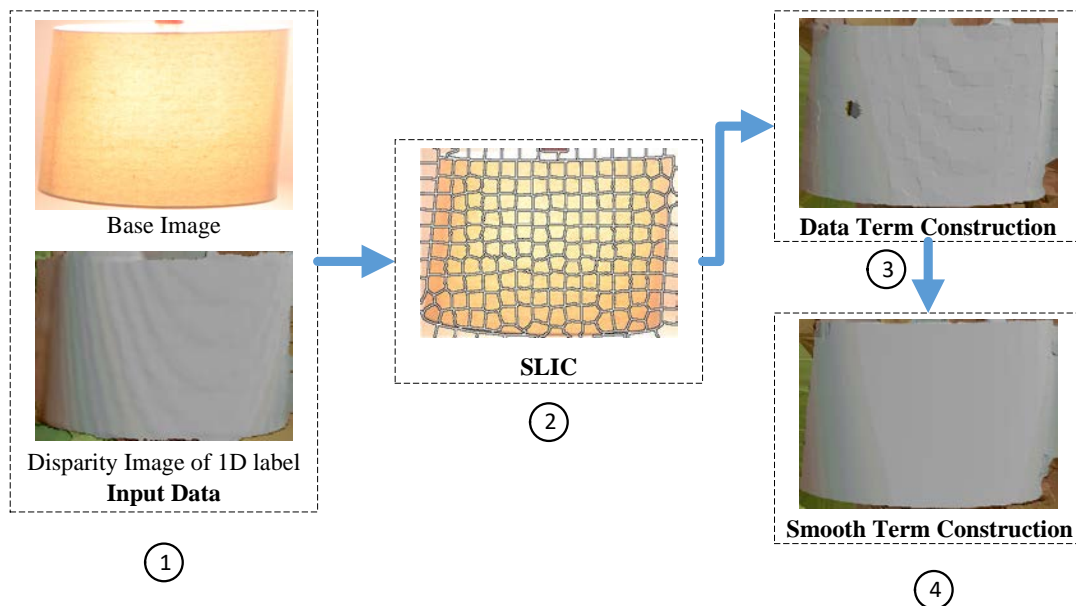 Base Image
Disparity Image of 1D label
Input Data
1
SLIC
2
Data Term Construction
3
Smooth Term Construction
4